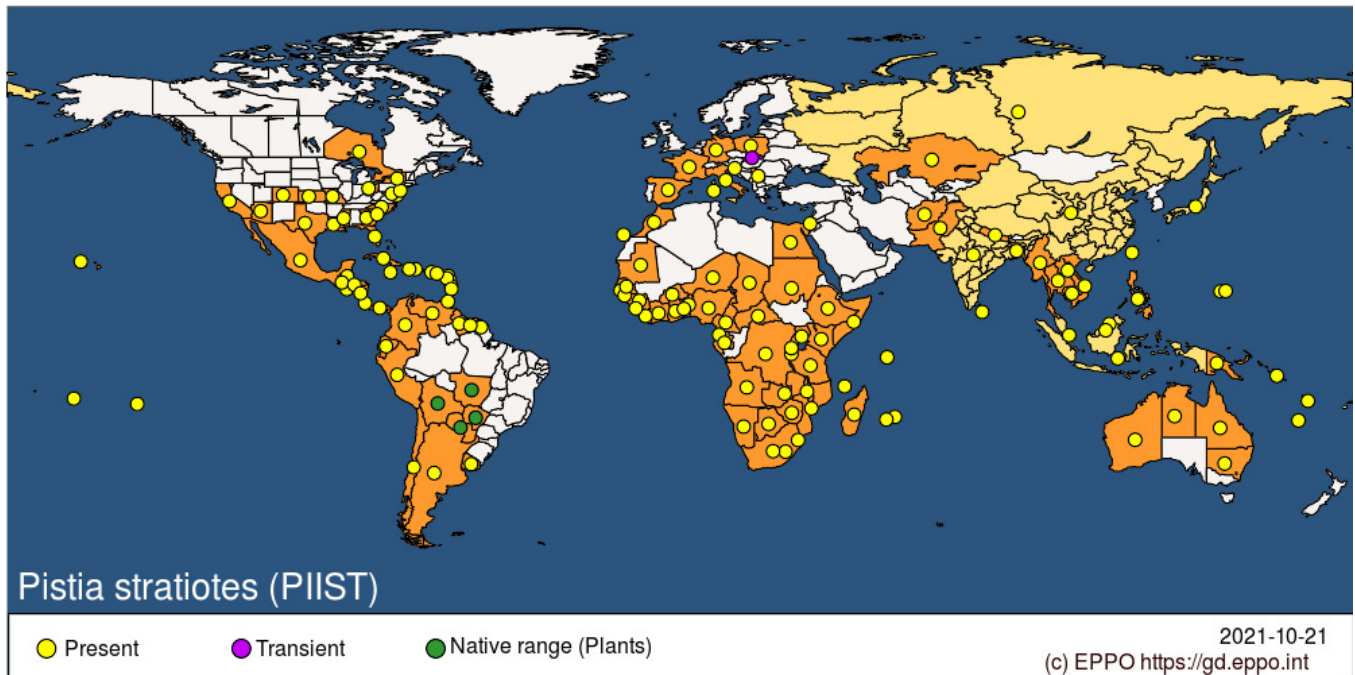 Pistia stratiotes (PIIST)
Present
Transient
Native range (Plants)
2021-10-21
(c) EPPO https://gd.eppo.int